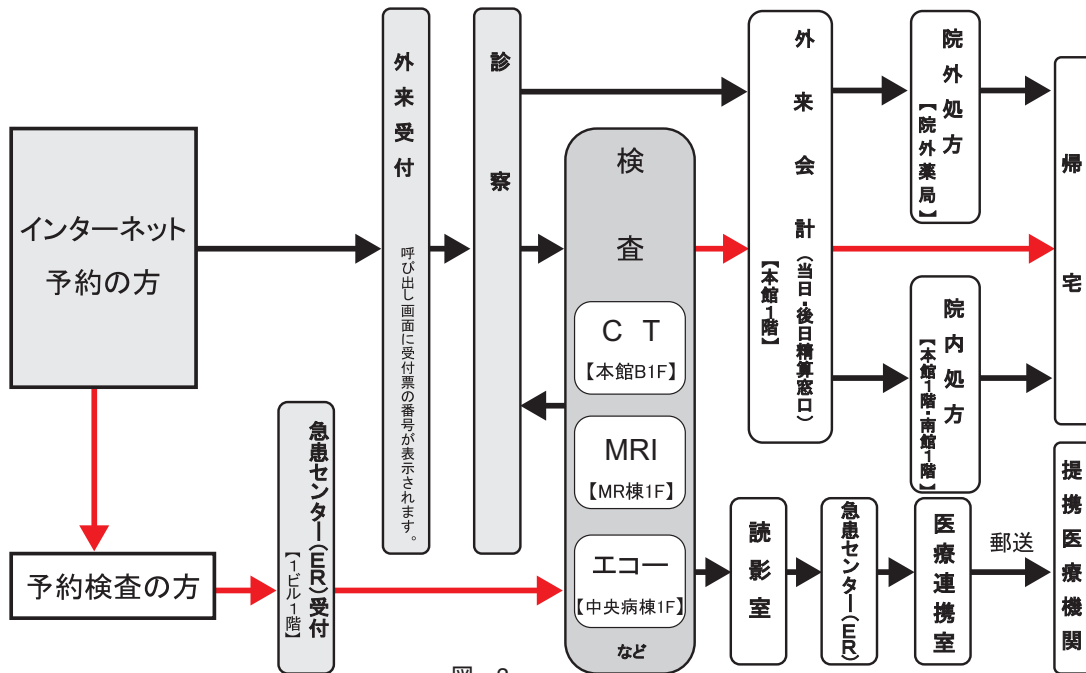 インターネット
予約の方
予約検査の方
急患センター(ER)受付
【1ビル1階】
外来受付
呼び出し画面に受付票の番号が表示されます。
診察
検査
CT
【本館B1F】
MRI
【MR棟1F】
エコー
【中央病棟1F】
など
外来会計(当日・後日精算窓口)
【本館1階】
院外処方
【院外薬局】
院内処方
【本館1階・南館1階】
帰宅
読影室
急患センター(ER)
医療連携室
郵送
提携医療機関